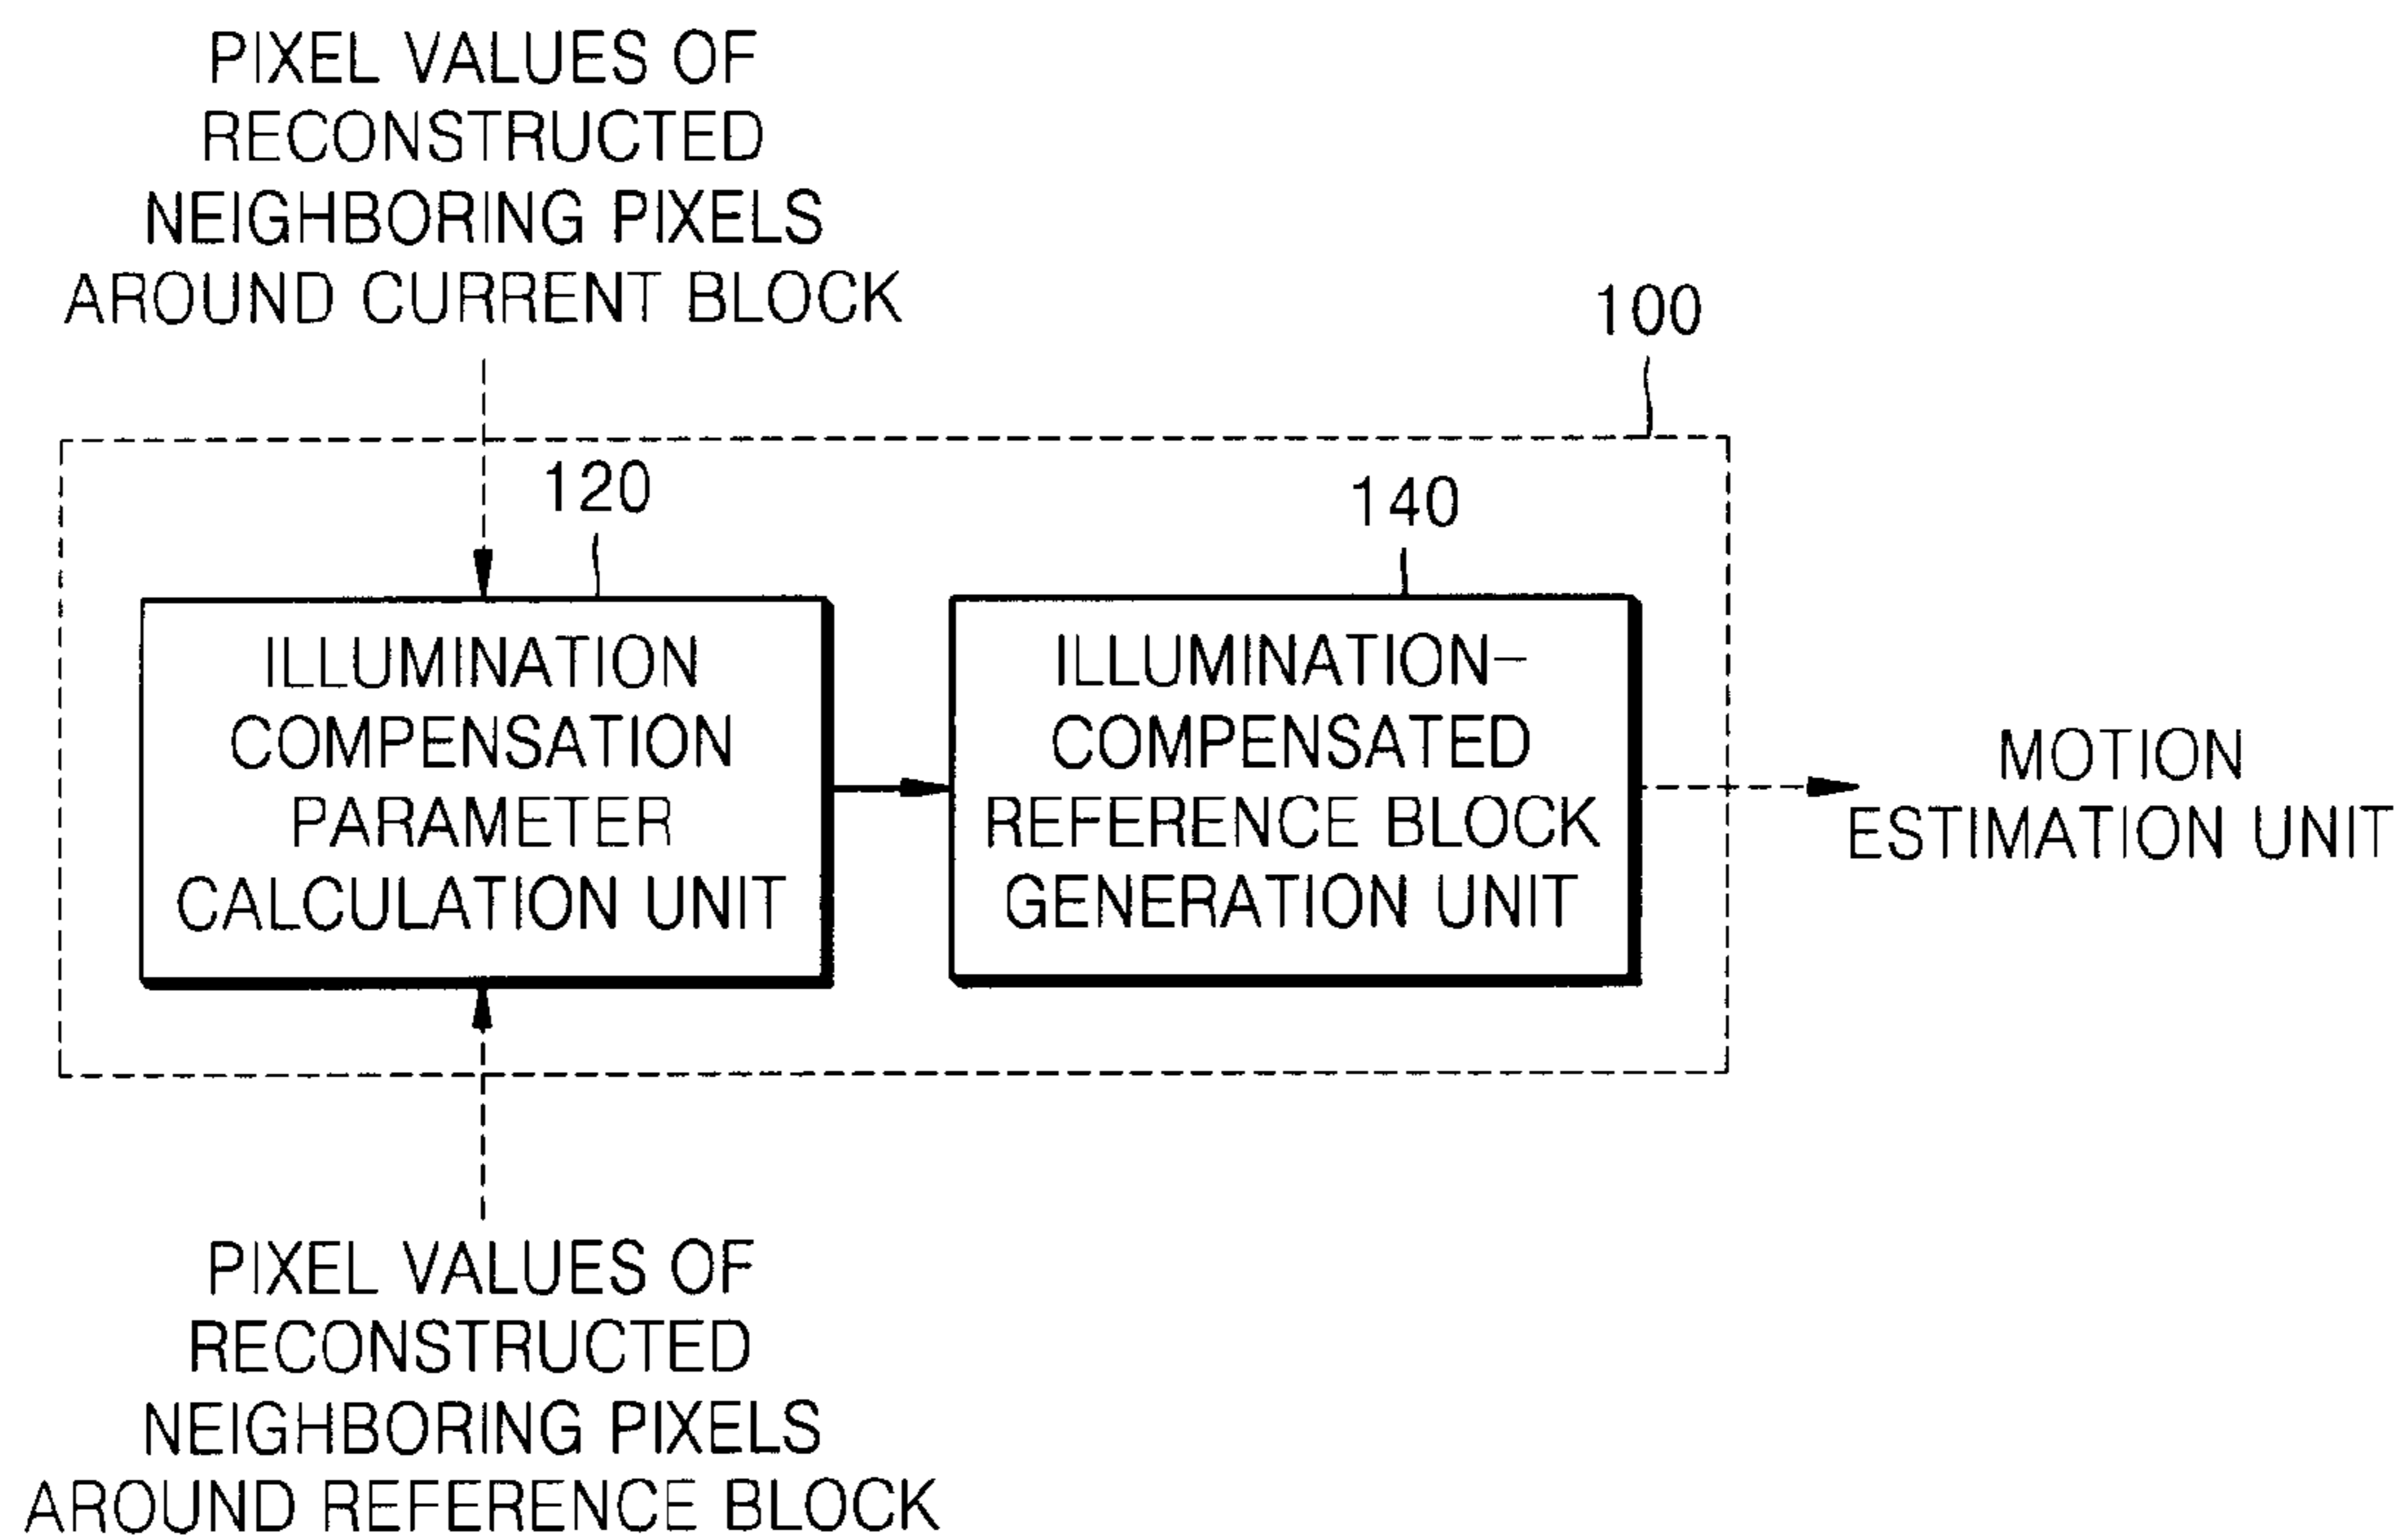 PIXEL VALUES OF
RECONSTRUCTED
NEIGHBORING PIXELS
AROUND CURRENT BLOCK
100
120
140
ILLUMINATION
COMPENSATION
PARAMETER
CALCULATION UNIT
ILLUMINATION-
COMPENSATED
REFERENCE BLOCK
GENERATION UNIT
MOTION
ESTIMATION UNIT
PIXEL VALUES OF
RECONSTRUCTED
NEIGHBORING PIXELS
AROUND REFERENCE BLOCK